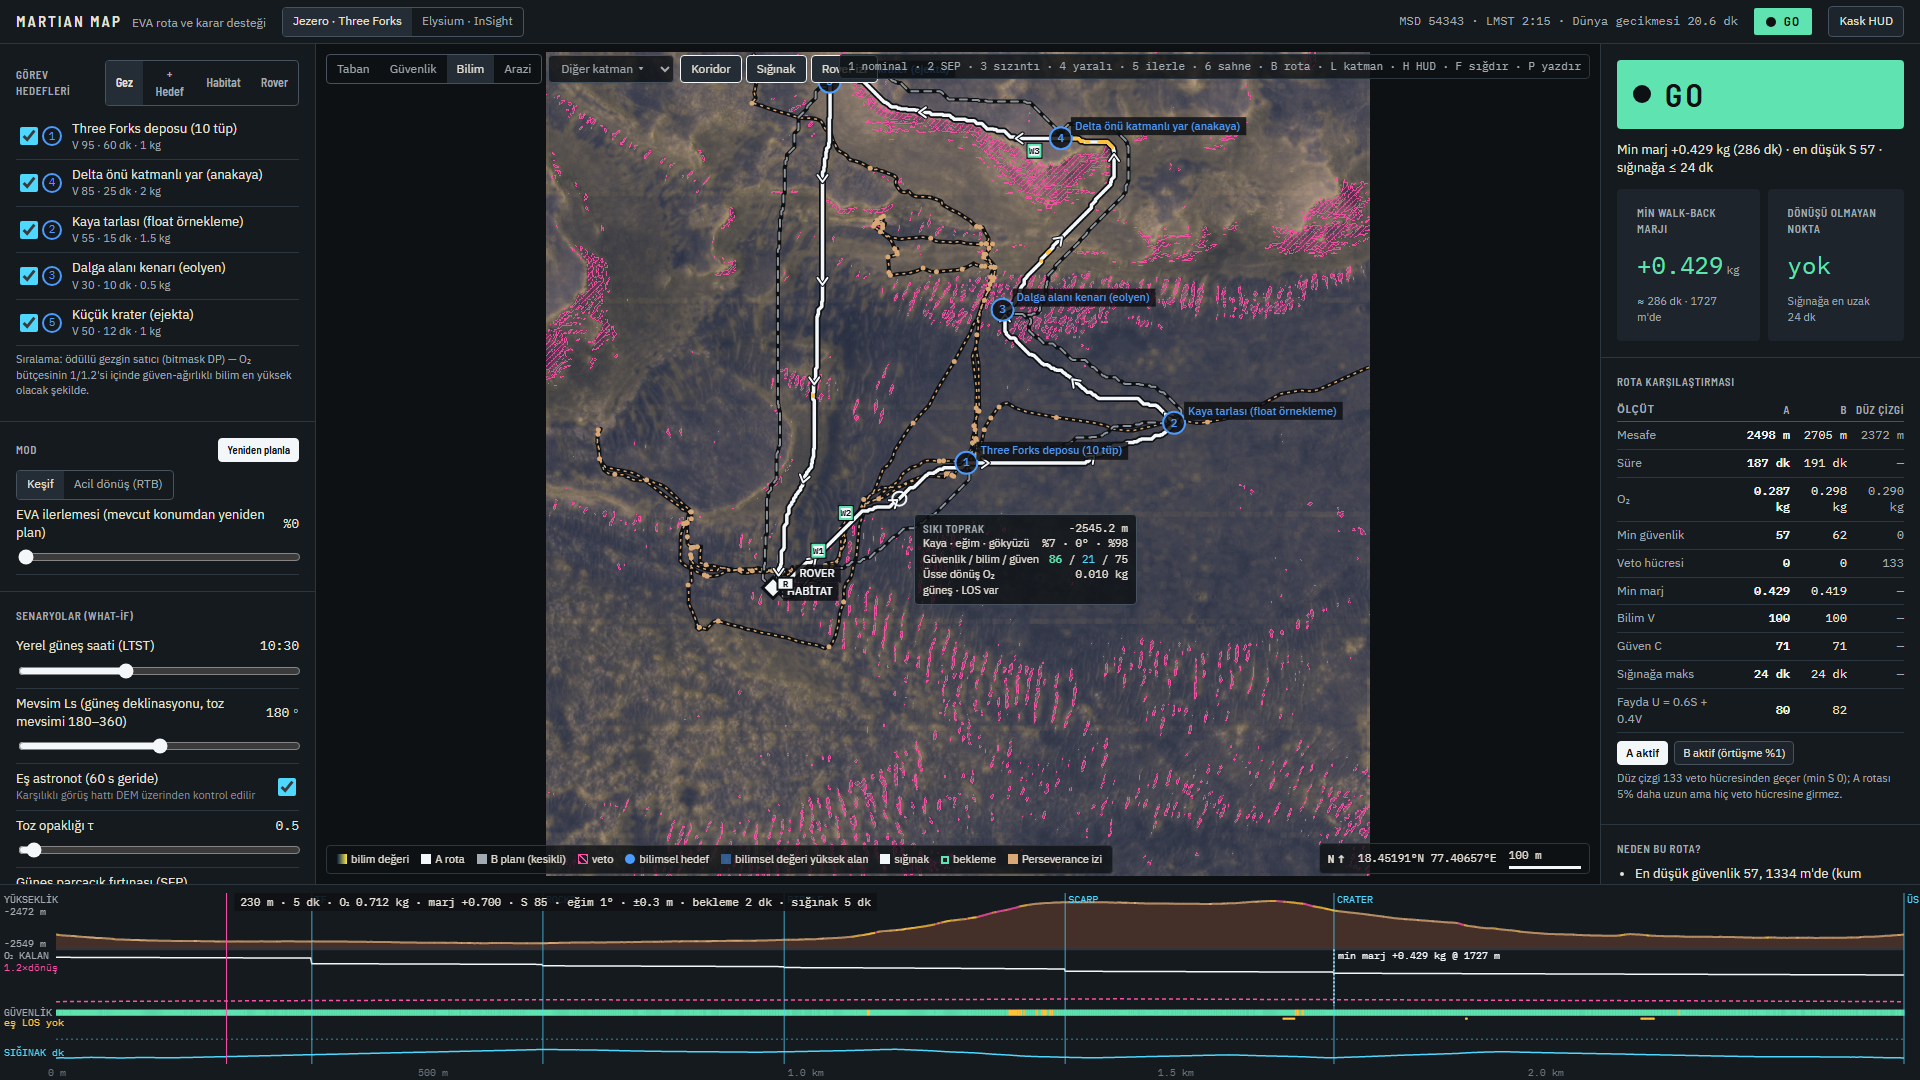 MARTIAN MAP EVA rota ve karar desteği Jezero · Three Forks Elysium · InSight
MSD 54343 · LMST 2:15 · Dünya gecikmesi 20.6 dk GO Kask HUD
GÖREV HEDEFLERİ
Gez + Hedef Habitat Rover
1 Three Forks deposu (10 tüp)
V 95 · 60 dk · 1 kg
4 Delta önü katmanlı yar (anakaya)
V 85 · 25 dk · 2 kg
2 Kaya tarlası (float örnekleme)
V 55 · 15 dk · 1.5 kg
3 Dalga alanı kenarı (eolyen)
V 30 · 10 dk · 0.5 kg
5 Küçük krater (ejekta)
V 50 · 12 dk · 1 kg
Sıralama: ödüllü gezgin satıcı (bitmask DP) — O₂
bütçesinin 1/1.2'si içinde güven-ağırlıklı bilim en yüksek
olacak şekilde.
MOD Yeniden planla
Keşif Acil dönüş (RTB)
EVA ilerlemesi (mevcut konumdan yeniden
plan) %0
SENARYOLAR (WHAT-İF)
Yerel güneş saati (LTST) 10:30
Mevsim Ls (güneş deklinasyonu, toz
mevsimi 180–360) 180 °
Eş astronot (60 s geride)
Karşılıklı görüş hattı DEM üzerinden kontrol edilir
Toz opaklığı τ 0.5
Güneş parçacık fırtınası (SEP)
Taban Güvenlik Bilim Arazi Diğer katman Koridor Sığınak
1 nominal · 2 SEP · 3 sızıntı · 4 yaralı · 5 ilerle · 6 sahne · B rota · L katman · H HUD · F sığdır · P yazdır
4 Delta önü katmanlı yar (anakaya)
W3
3 Dalga alanı kenarı (eolyen)
2 Kaya tarlası (float örnekleme)
1 Three Forks deposu (10 tüp)
W2
W1
R ROVER
HABİTAT
SIKI TOPRAK -2545.2 m
Kaya · eğim · gökyüzü %7 · 0° · %98
Güvenlik / bilim / güven 86 / 21 / 75
Üsse dönüş O₂ 0.010 kg
güneş · LOS var
bilim değeri A rota B planı (kesikli) veto bilimsel hedef bilimsel değeri yüksek alan sığınak bekleme Perseverance izi
N ↑ 18.45191°N 77.40657°E 100 m
GO
Min marj +0.429 kg (286 dk) · en düşük S 57 ·
sığınağa ≤ 24 dk
MİN WALK-BACK
MARJI
+0.429 kg
≈ 286 dk · 1727
m'de
DÖNÜŞÜ OLMAYAN
NOKTA
yok
Sığınağa en uzak
24 dk
ROTA KARŞILAŞTIRMASI
ÖLÇÜT A B DÜZ ÇİZGİ
Mesafe 2498 m 2705 m 2372 m
Süre 187 dk 191 dk —
O₂ 0.287 kg 0.298 kg 0.290 kg
Min güvenlik 57 62 0
Veto hücresi 0 0 133
Min marj 0.429 0.419 —
Bilim V 100 100 —
Güven C 71 71 —
Sığınağa maks 24 dk 24 dk —
Fayda U = 0.6S +
0.4V 80 82
A aktif B aktif (örtüşme %1)
Düz çizgi 133 veto hücresinden geçer (min S 0); A rotası
5% daha uzun ama hiç veto hücresine girmez.
NEDEN BU ROTA?
• En düşük güvenlik 57, 1334 m'de (kum
YÜKSEKLİK
-2472 m
230 m · 5 dk · O₂ 0.712 kg · marj +0.700 · S 85 · eğim 1° · ±0.3 m · bekleme 2 dk · sığınak 5 dk
SCARP
CRATER
ÜS
-2549 m
O₂ KALAN
1.2×dönüş
min marj +0.429 kg @ 1727 m
GÜVENLİK
eş LOS yok
SIĞINAK dk
0 m 500 m 1.0 km 1.5 km 2.0 km